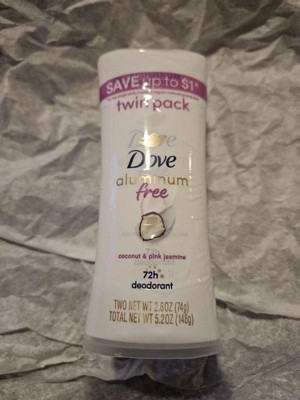 SAVE up to $1*
twin pack
Dove
aluminum
free
coconut & pink jasmine
72h
deodorant
TWO NET WT 2.6OZ (74g)
TOTAL NET WT 5.2OZ (148g)